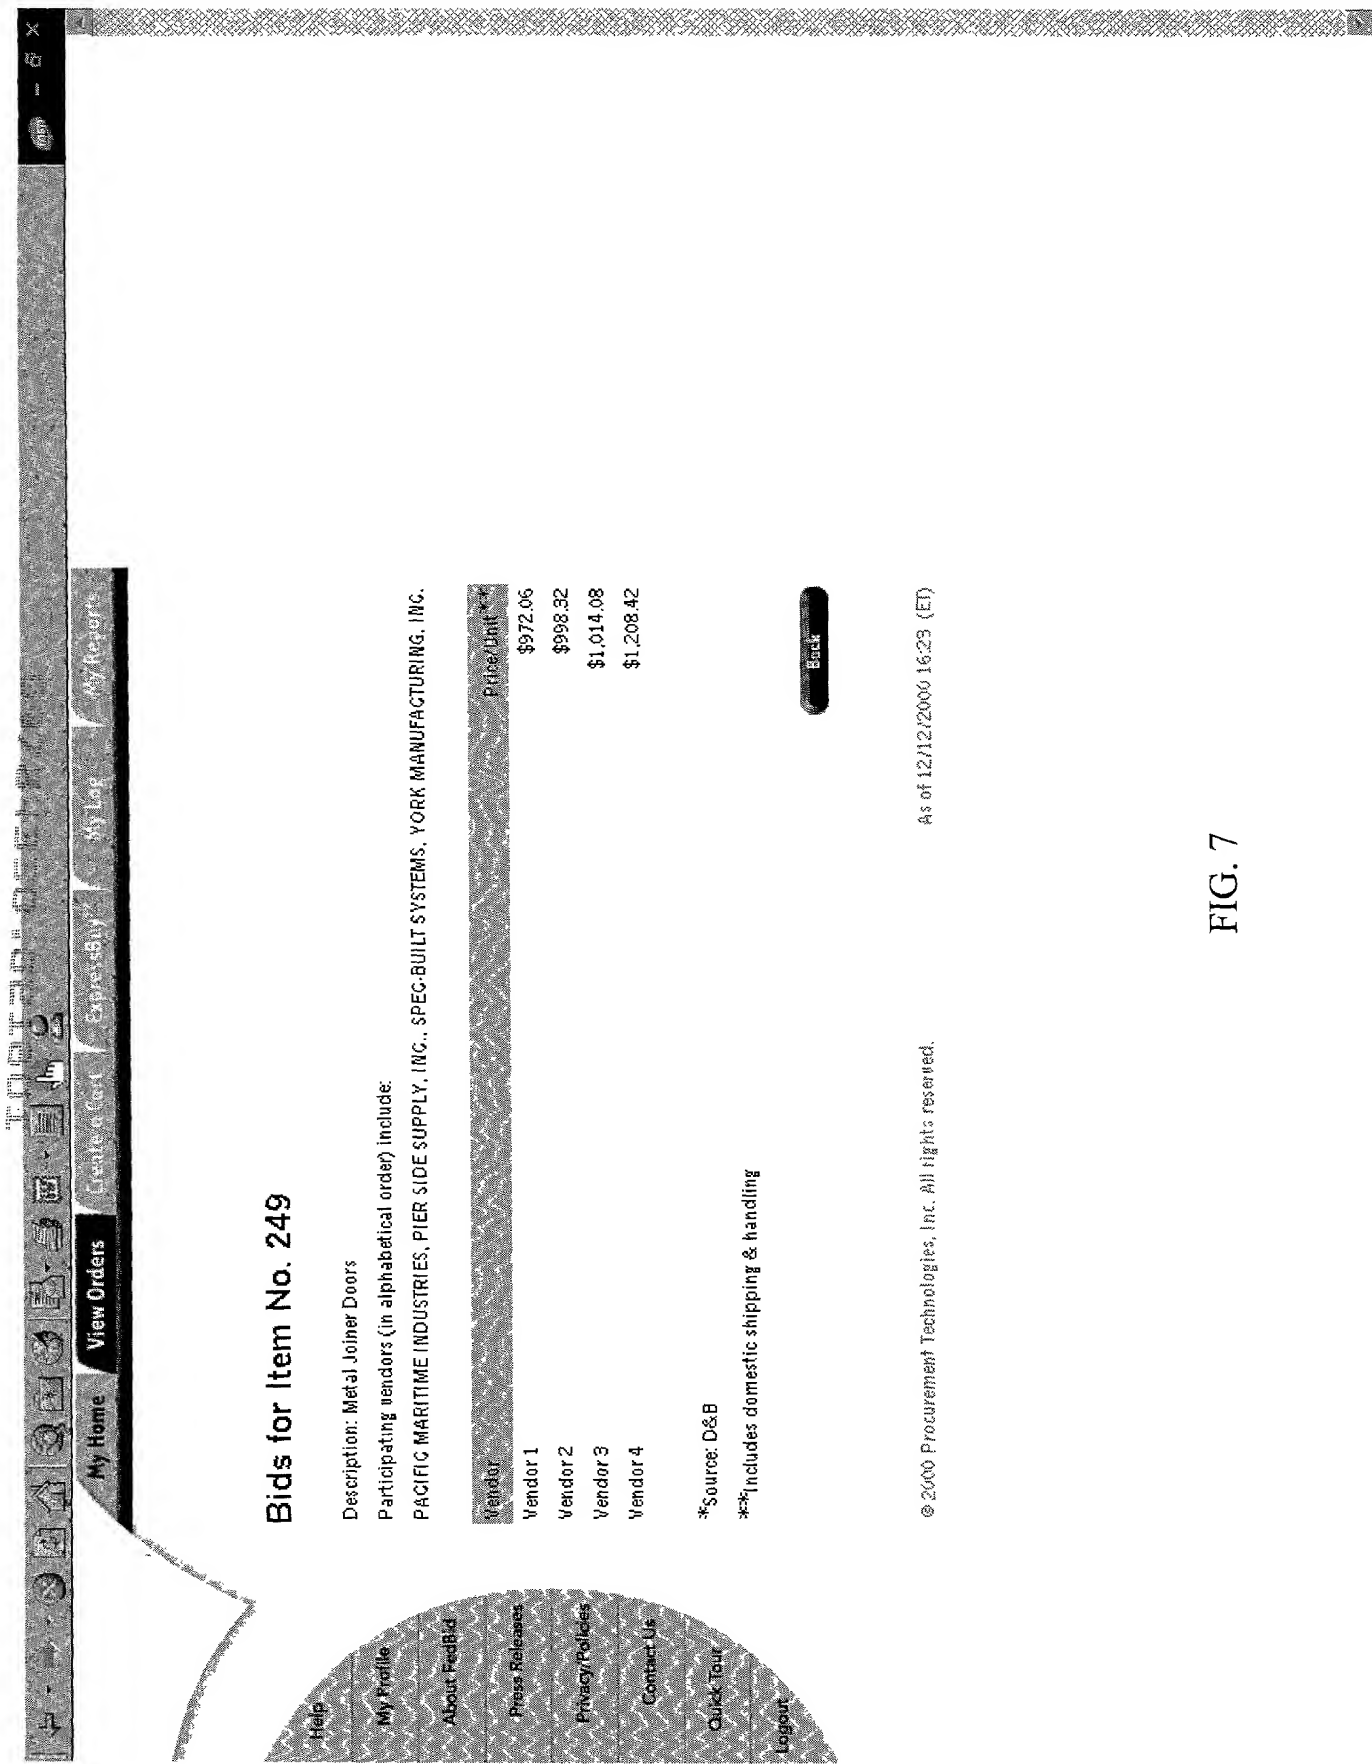 My Home View Orders Create a Cart ExpressBuy My Log My Reports
Help
My Profile
About FedBid
Press Releases
Privacy/Policies
Contact Us
Quick Tour
Logout
Bids for Item No. 249
Description: Metal Joiner Doors
Participating vendors (in alphabetical order) include:
PACIFIC MARITIME INDUSTRIES, PIER SIDE SUPPLY, INC., SPEC-BUILT SYSTEMS, YORK MANUFACTURING, INC.
Vendor Price/Unit**
Vendor 1 $972.06
Vendor 2 $998.32
Vendor 3 $1,014.08
Vendor 4 $1,208.42
*Source: D&B
**Includes domestic shipping & handling
Back
© 2000 Procurement Technologies, Inc. All rights reserved. As of 12/12/2000 16:23 (ET)
FIG. 7